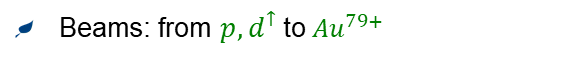 Beams: from p, d↑ to Au⁷⁹⁺